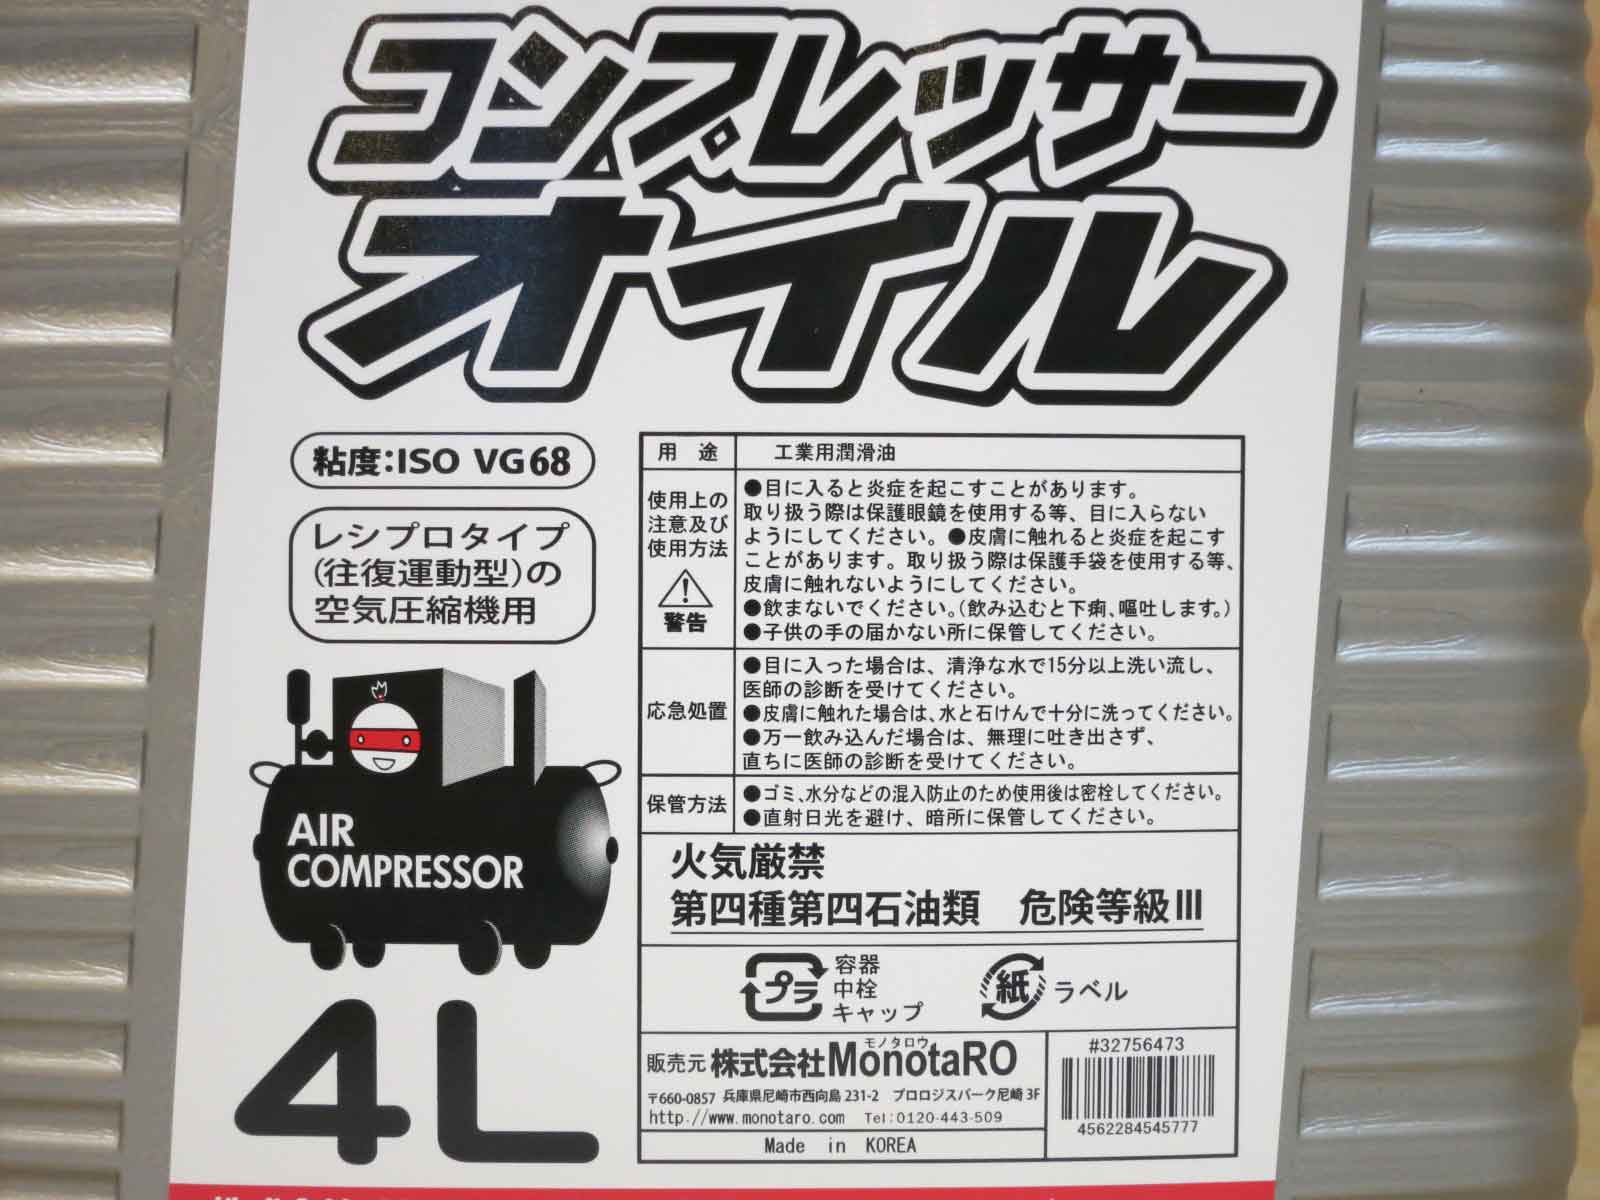 コンプレッサー
オイル
粘度:ISO VG68
レシプロタイプ
(往復運動型)の
空気圧縮機用
AIR
COMPRESSOR
4L
用 途 工業用潤滑油
使用上の
注意及び
使用方法
警告
●目に入ると炎症を起こすことがあります。
取り扱う際は保護眼鏡を使用する等、目に入らない
ようにしてください。●皮膚に触れると炎症を起こす
ことがあります。取り扱う際は保護手袋を使用する等、
皮膚に触れないようにしてください。
●飲まないでください。(飲み込むと下痢、嘔吐します。)
●子供の手の届かない所に保管してください。
応急処置
●目に入った場合は、清浄な水で15分以上洗い流し、
医師の診断を受けてください。
●皮膚に触れた場合は、水と石けんで十分に洗ってください。
●万一飲み込んだ場合は、無理に吐き出さず、
直ちに医師の診断を受けてください。
保管方法
●ゴミ、水分などの混入防止のため使用後は密栓してください。
●直射日光を避け、暗所に保管してください。
火気厳禁
第四種第四石油類 危険等級III
プラ
容器
中栓
キャップ
紙 ラベル
モノタロウ
販売元 株式会社MonotaRO
〒660-0857 兵庫県尼崎市西向島 231-2 プロロジスパーク尼崎 3F
http://www.monotaro.com Tel:0120-443-509
Made in KOREA
#32756473
4562284545777